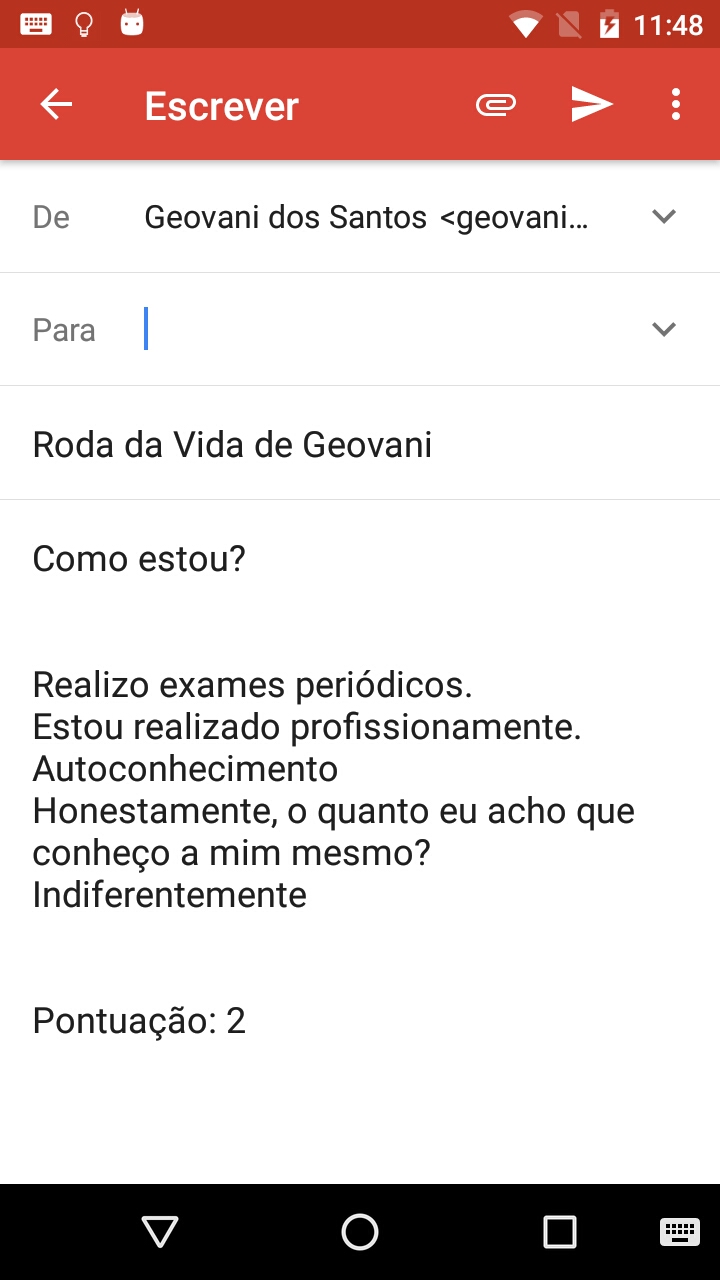 11:48
Escrever
De Geovani dos Santos <geovani...
Para
Roda da Vida de Geovani
Como estou?
Realizo exames periódicos.
Estou realizado profissionamente.
Autoconhecimento
Honestamente, o quanto eu acho que
conheço a mim mesmo?
Indiferentemente
Pontuação: 2